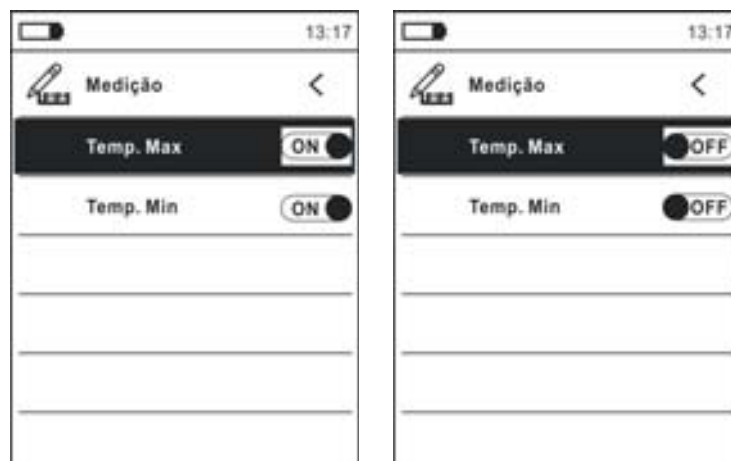 13:17
Medição <
Temp. Max ON
Temp. Min ON
13:17
Medição <
Temp. Max OFF
Temp. Min OFF